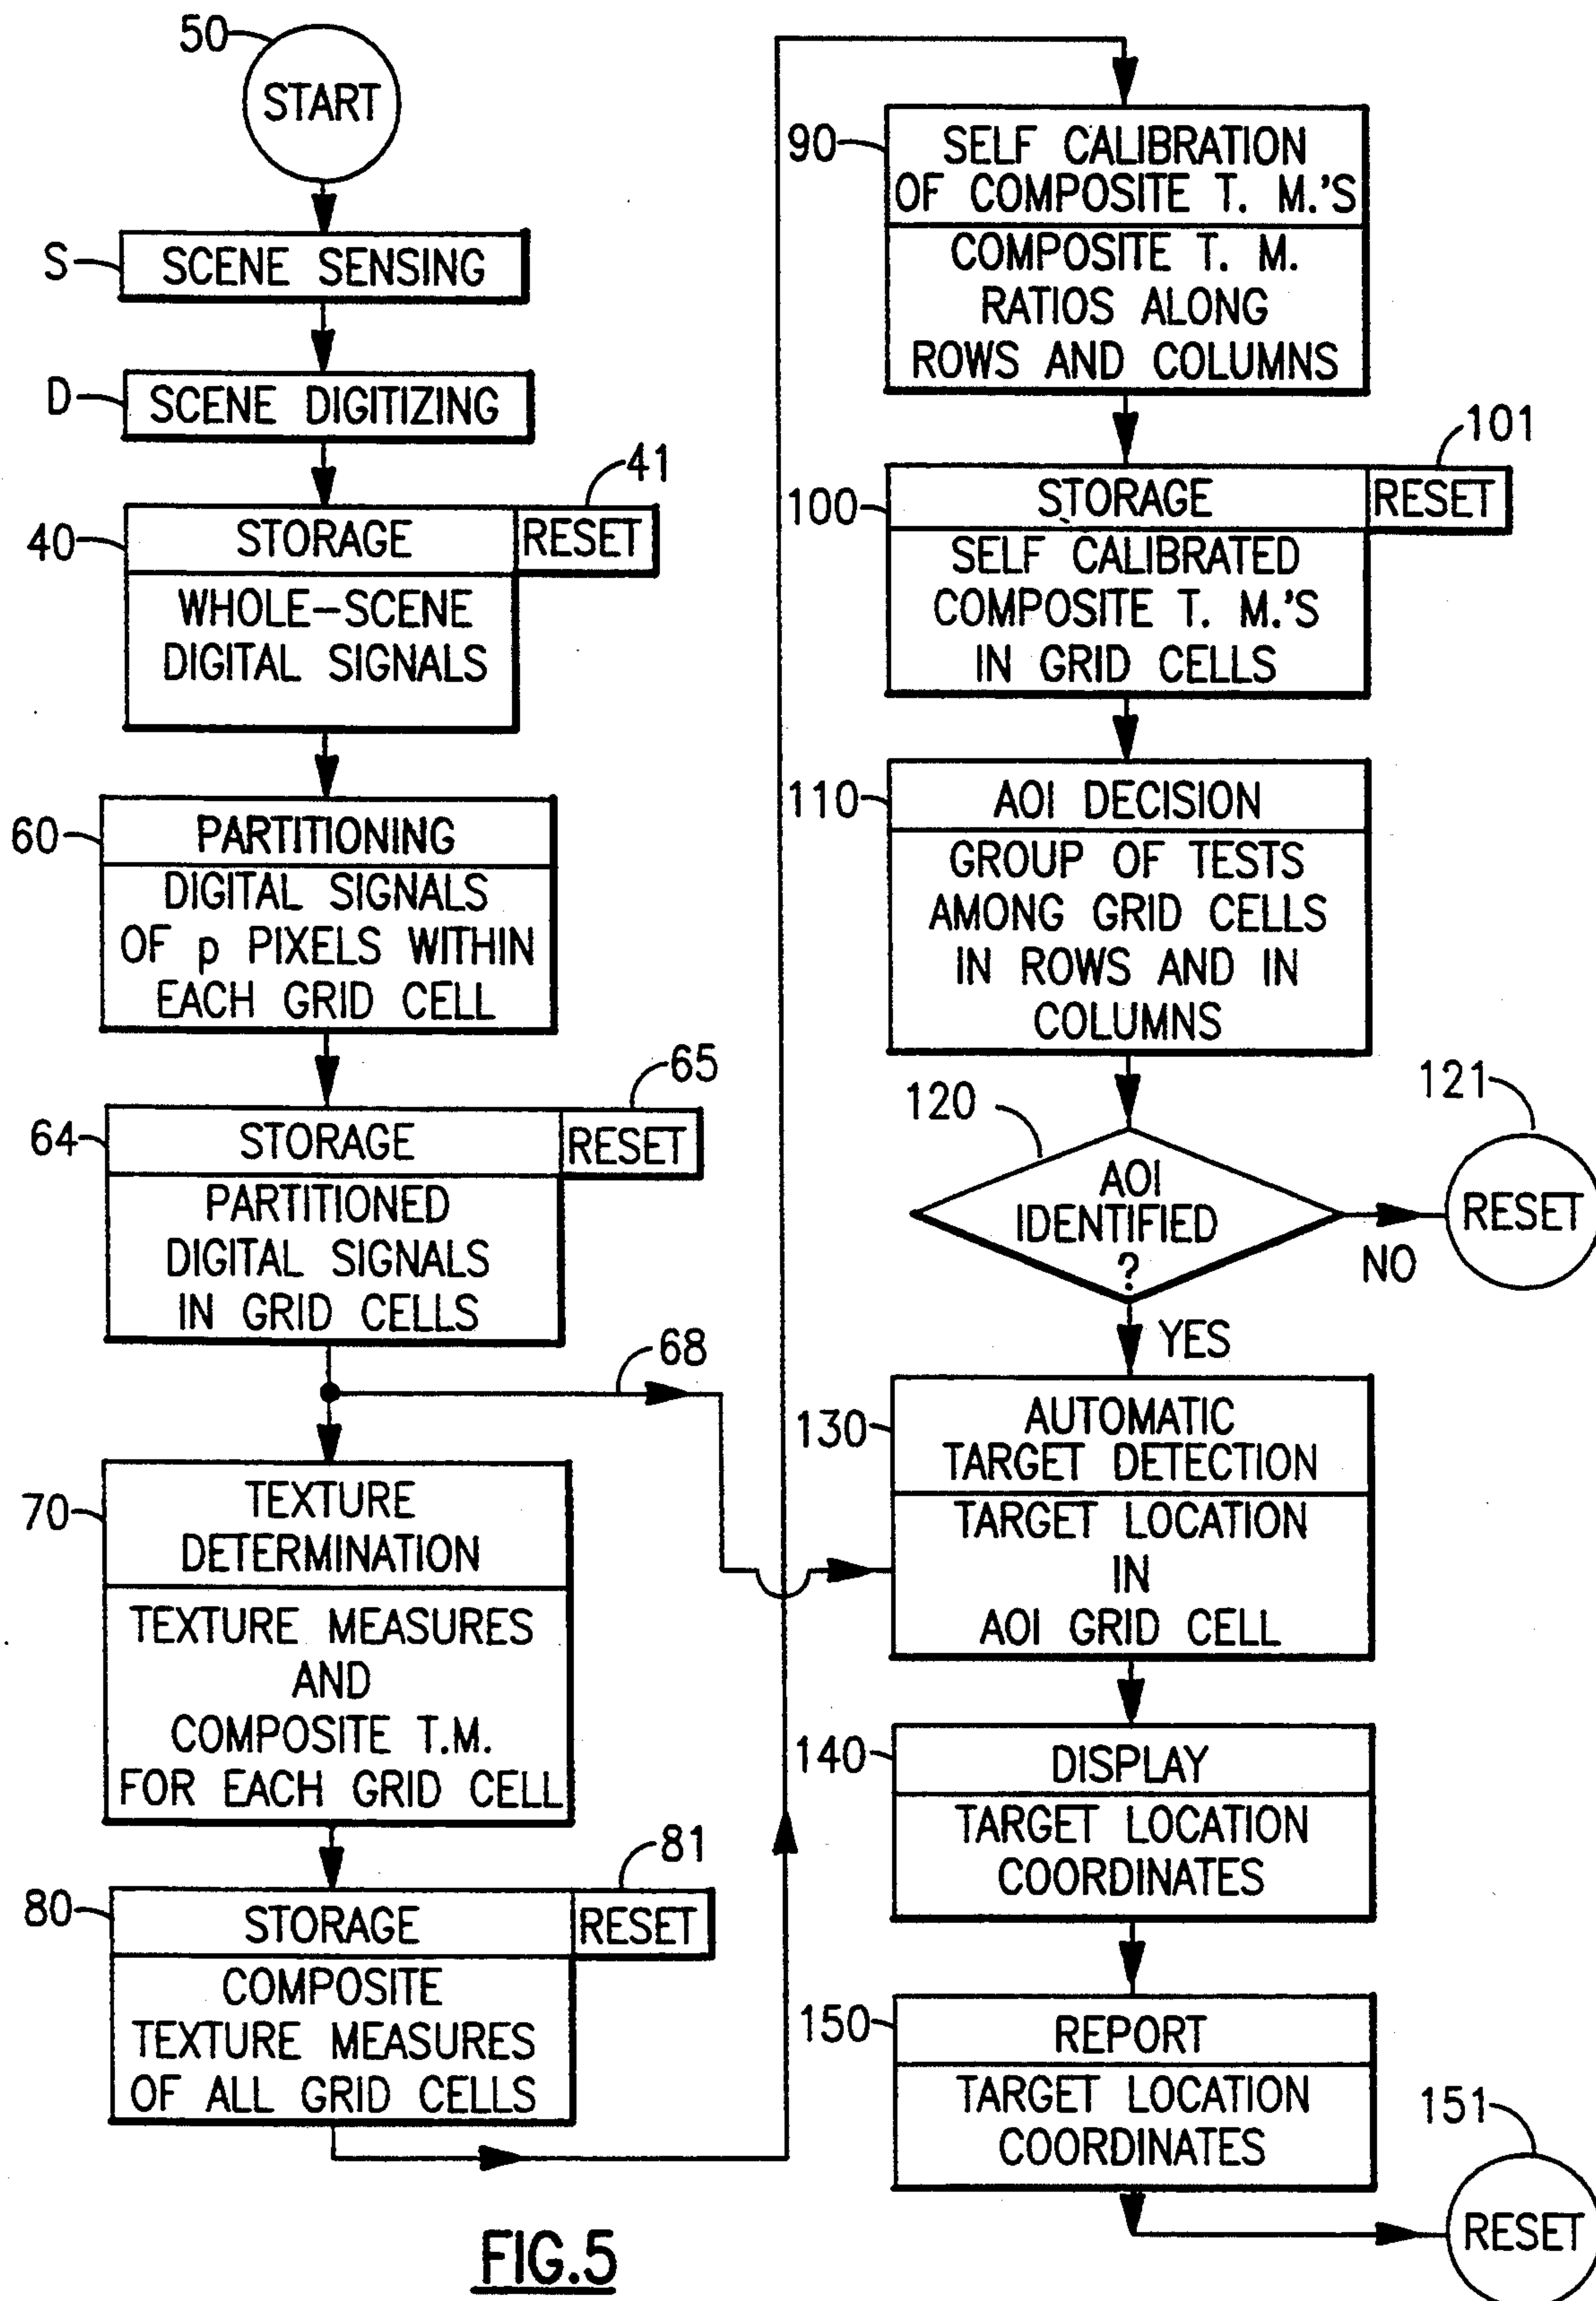 50
START
S
SCENE SENSING
D
SCENE DIGITIZING
41
40
STORAGE
RESET
WHOLE-SCENE
DIGITAL SIGNALS
60
PARTITIONING
DIGITAL SIGNALS
OF p PIXELS WITHIN
EACH GRID CELL
65
64
STORAGE
RESET
PARTITIONED
DIGITAL SIGNALS
IN GRID CELLS
68
70
TEXTURE
DETERMINATION
TEXTURE MEASURES
AND
COMPOSITE T.M.
FOR EACH GRID CELL
81
80
STORAGE
RESET
COMPOSITE
TEXTURE MEASURES
OF ALL GRID CELLS
90
SELF CALIBRATION
OF COMPOSITE T. M.'S
COMPOSITE T. M.
RATIOS ALONG
ROWS AND COLUMNS
101
100
STORAGE
RESET
SELF CALIBRATED
COMPOSITE T. M.'S
IN GRID CELLS
110
AOI DECISION
GROUP OF TESTS
AMONG GRID CELLS
IN ROWS AND IN
COLUMNS
120
121
AOI
IDENTIFIED
?
NO
RESET
YES
130
AUTOMATIC
TARGET DETECTION
TARGET LOCATION
IN
AOI GRID CELL
140
DISPLAY
TARGET LOCATION
COORDINATES
150
REPORT
TARGET LOCATION
COORDINATES
151
RESET
FIG.5